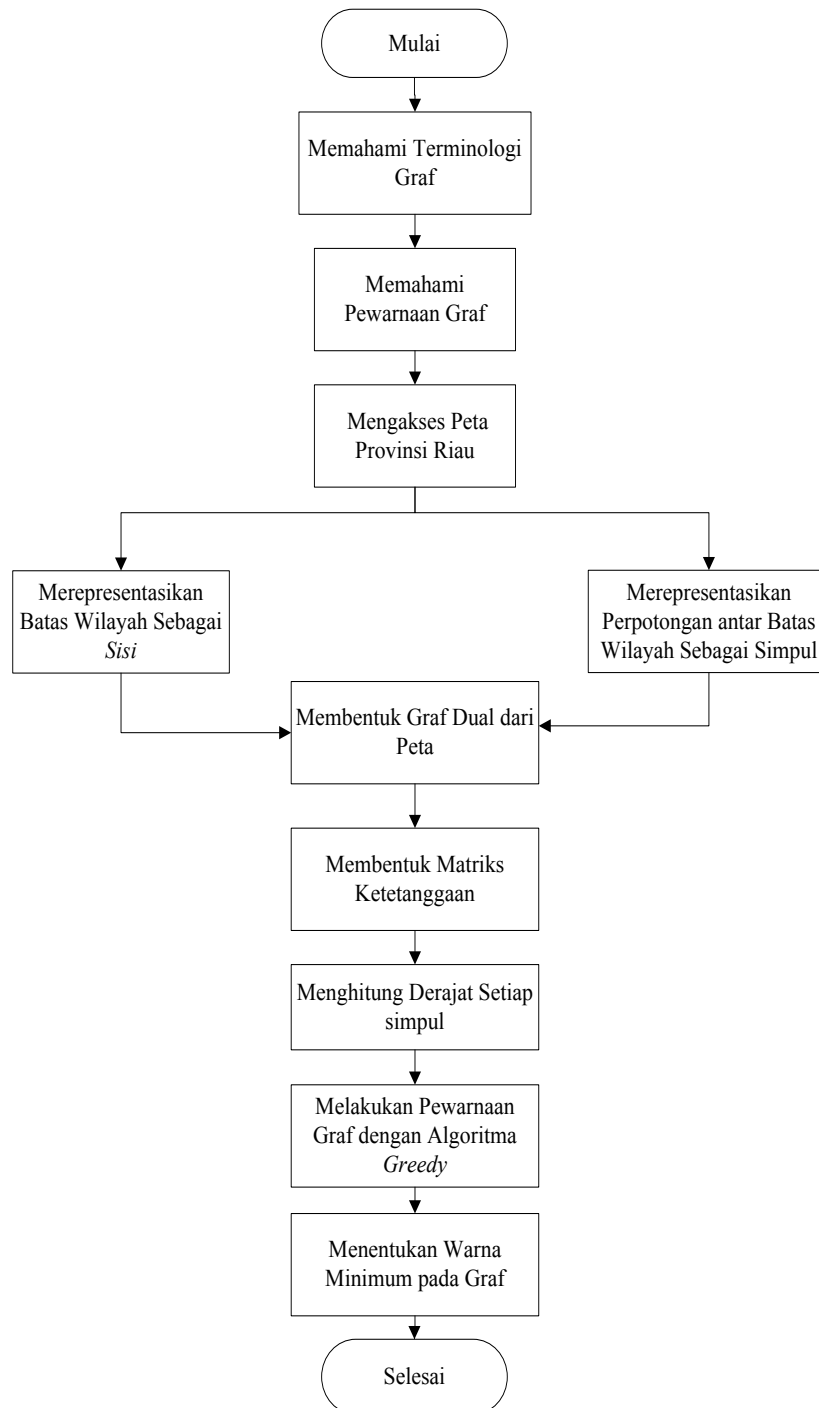 Mulai
Memahami Terminologi
Graf
Memahami
Pewarnaan Graf
Mengakses Peta
Provinsi Riau
Merepresentasikan
Batas Wilayah Sebagai
Sisi
Merepresentasikan
Perpotongan antar Batas
Wilayah Sebagai Simpul
Membentuk Graf Dual dari
Peta
Membentuk Matriks
Ketetanggaan
Menghitung Derajat Setiap
simpul
Melakukan Pewarnaan
Graf dengan Algoritma
Greedy
Menentukan Warna
Minimum pada Graf
Selesai